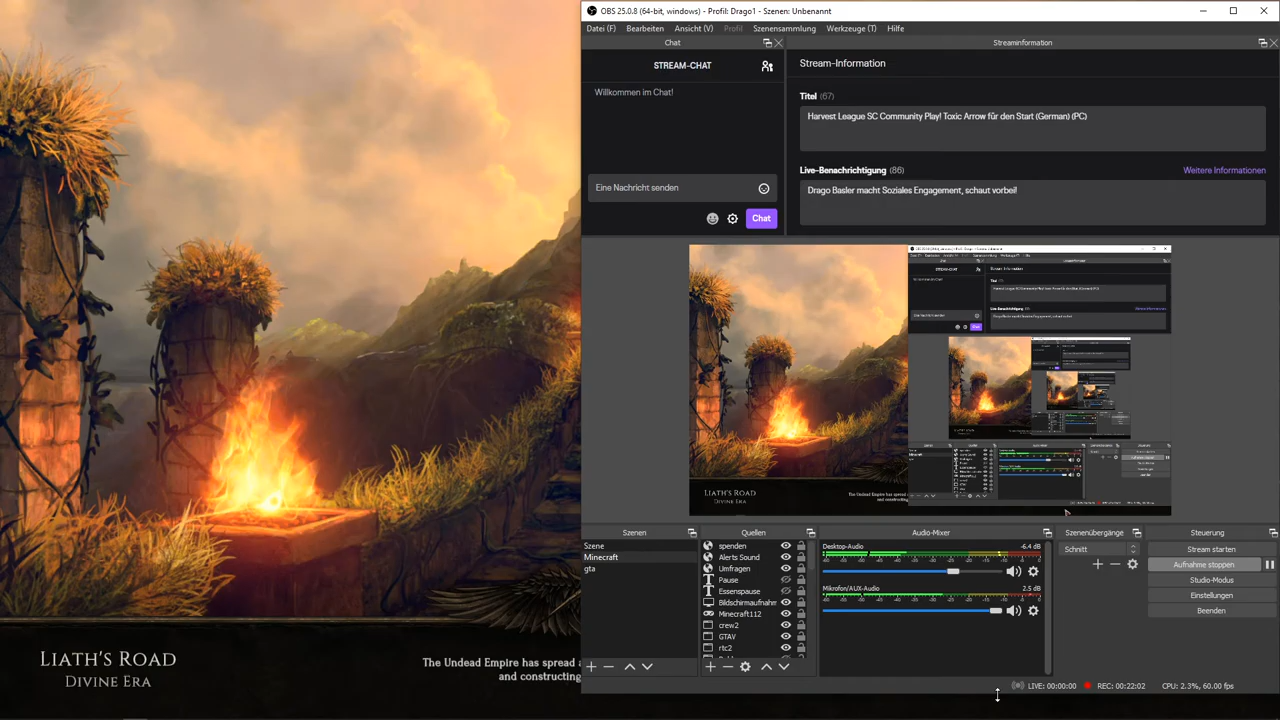 OBS 25.0.8 (64-bit, windows) - Profil: Drago1 - Szenen: Unbenannt
Datei (F) Bearbeiten Ansicht (V) Profil Szenensammlung Werkzeuge (T) Hilfe
Chat
Streaminformation
STREAM-CHAT
Willkommen im Chat!
Eine Nachricht senden
Chat
Stream-Information
Titel (67)
Harvest League SC Community Play! Toxic Arrow für den Start (German) (PC)
Live-Benachrichtigung (86)
Weitere Informationen
Drago Basler macht Soziales Engagement, schaut vorbei!
LIATH'S ROAD
DIVINE ERA
Szenen
Szene
Minecraft
gta
Quellen
spenden
Alerts Sound
Umfragen
Pause
Essenspause
Bildschirmaufnahm
Minecraft112
crew2
GTAV
rtc2
Audio-Mixer
Desktop-Audio -6.4 dB
Mikrofon/AUX-Audio 2.5 dB
Szenenübergänge
Schnitt
Steuerung
Stream starten
Aufnahme stoppen
Studio-Modus
Einstellungen
Beenden
LIVE: 00:00:00 REC: 00:22:02 CPU: 2.3%, 60.00 fps
LIATH'S ROAD
DIVINE ERA
The Undead Empire has spread a
and constructing